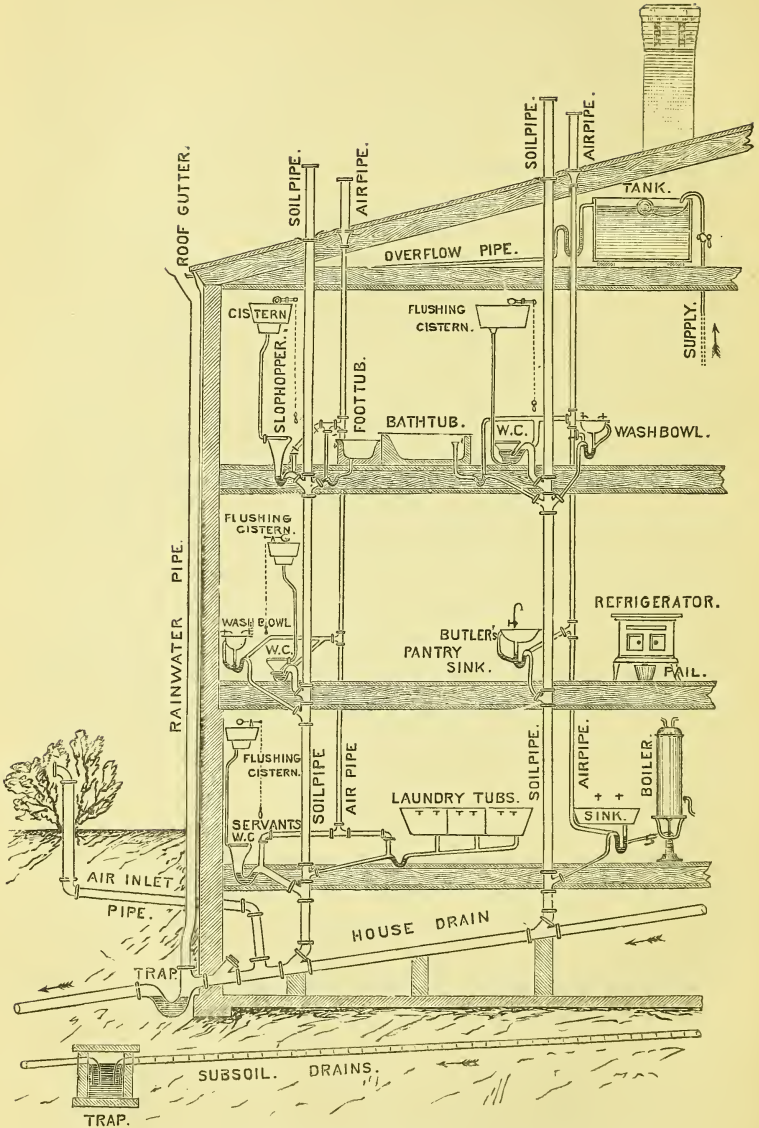 SOILPIPE.
AIRPIPE.
ROOF GUTTER.
SOILPIPE.
AIRPIPE.
TANK.
OVERFLOW PIPE.
SUPPLY.
CISTERN
SLOPHOPPER.
FOOTTUB.
BATHTUB.
FLUSHING
CISTERN.
W.C.
WASHBOWL.
RAINWATER PIPE.
FLUSHING
CISTERN.
WASHBOWL
W.C.
BUTLER'S
PANTRY
SINK.
REFRIGERATOR.
PAIL.
FLUSHING
CISTERN.
SERVANTS
W.C
SOILPIPE
AIR PIPE
LAUNDRY TUBS.
SOILPIPE.
AIRPIPE.
SINK.
BOILER.
AIR INLET
PIPE.
HOUSE DRAIN
TRAP.
SUBSOIL. DRAINS.
TRAP.